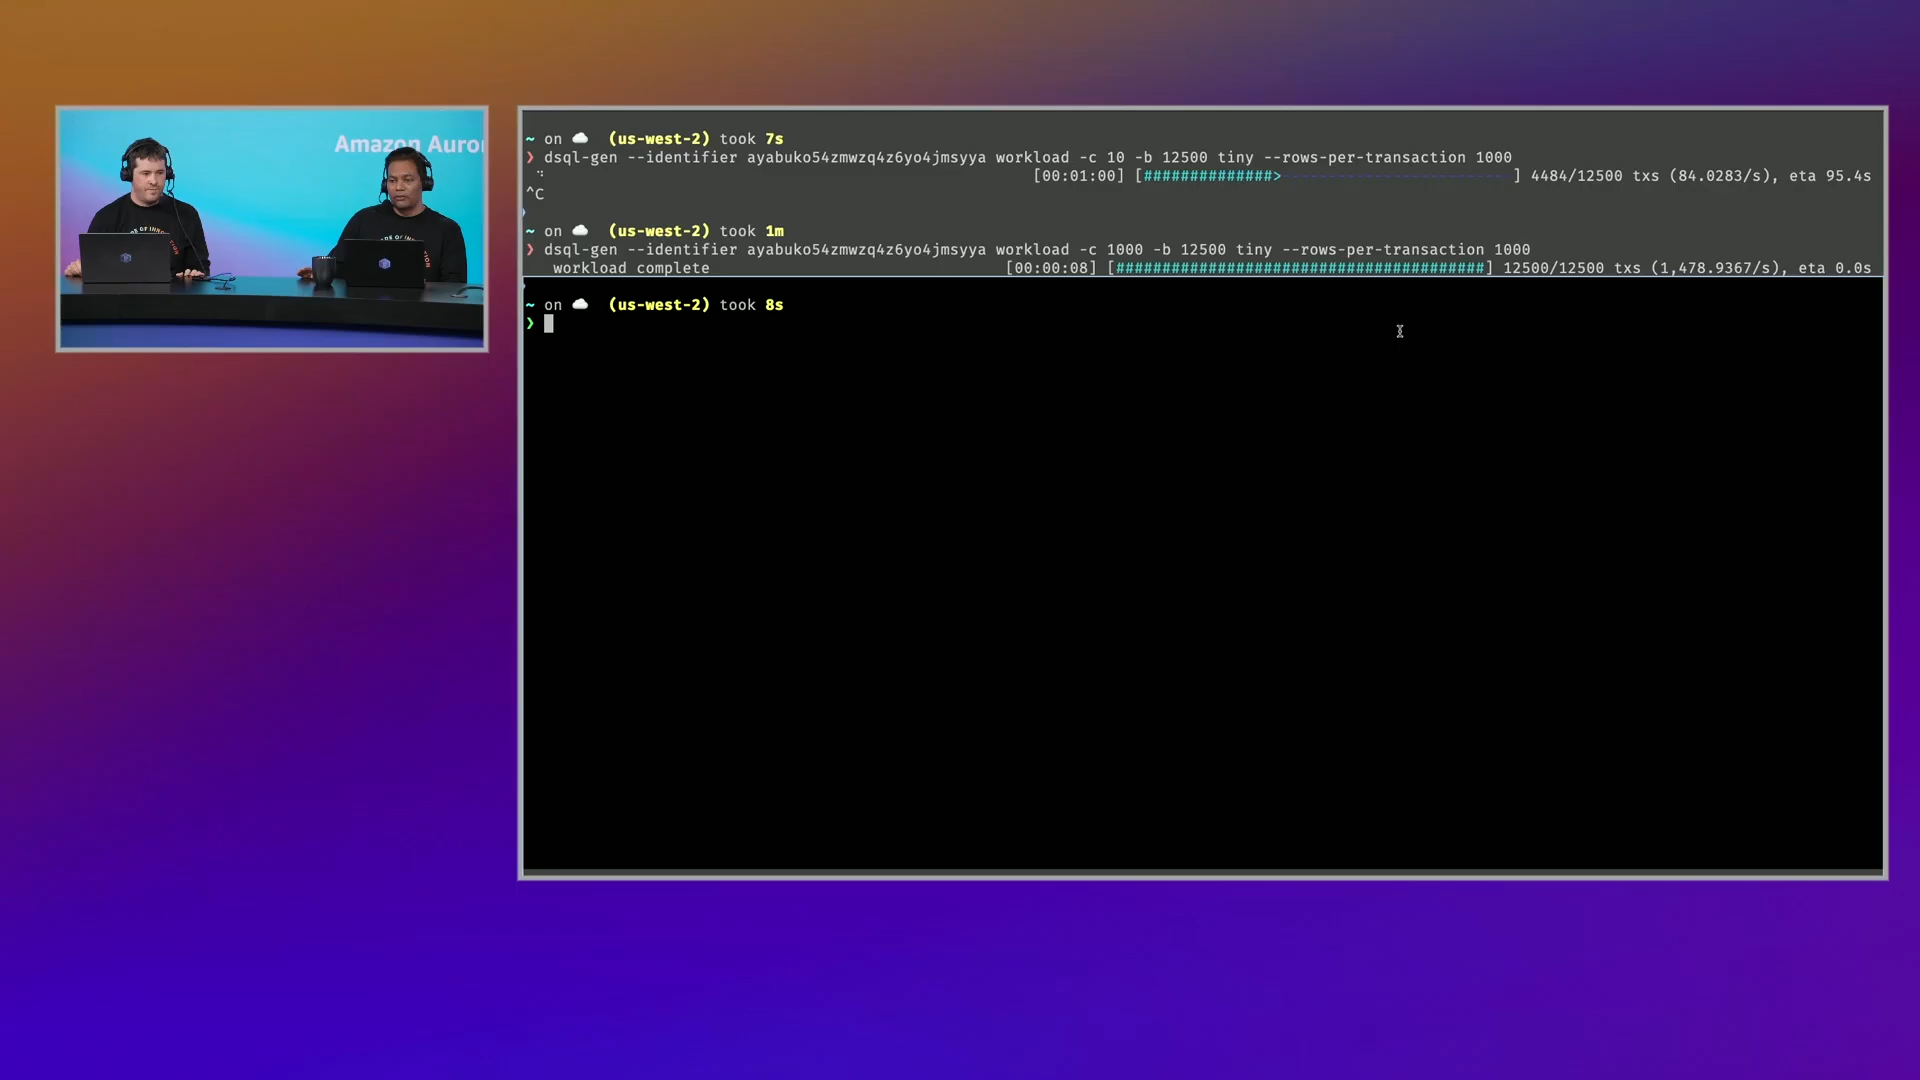 Amazon Auro
~ on ☁ (us-west-2) took 7s
❯ dsql-gen --identifier ayabuko54zmwzq4z6yo4jmsyya workload -c 10 -b 12500 tiny --rows-per-transaction 1000
[00:01:00] [##############>--------------------------] 4484/12500 txs (84.0283/s), eta 95.4s
^C
~ on ☁ (us-west-2) took 1m
❯ dsql-gen --identifier ayabuko54zmwzq4z6yo4jmsyya workload -c 1000 -b 12500 tiny --rows-per-transaction 1000
workload complete [00:00:08] [########################################] 12500/12500 txs (1,478.9367/s), eta 0.0s
~ on ☁ (us-west-2) took 8s
❯